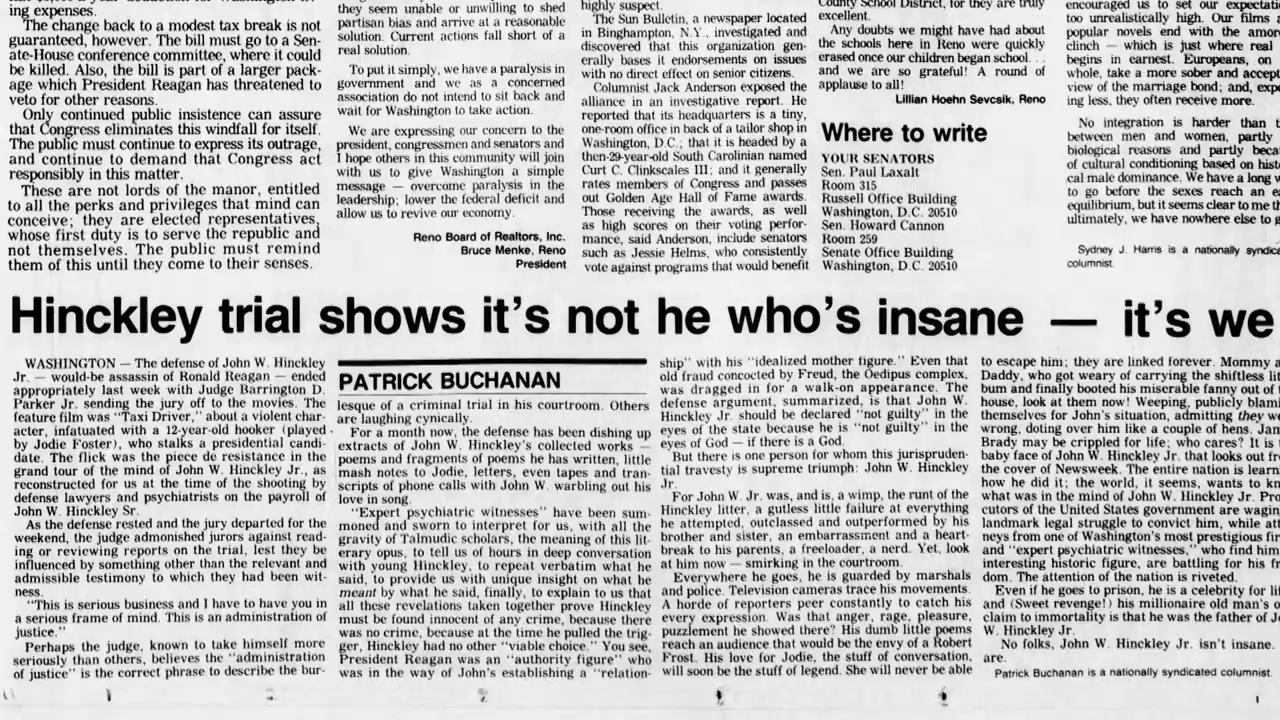 ing expenses.
The change back to a modest tax break is not
guaranteed, however. The bill must go to a Sen-
ate-House conference committee, where it could
be killed. Also, the bill is part of a larger pack-
age which President Reagan has threatened to
veto for other reasons.
Only continued public insistence can assure
that Congress eliminates this windfall for itself.
The public must continue to express its outrage,
and continue to demand that Congress act
responsibly in this matter.
These are not lords of the manor, entitled
to all the perks and privileges that mind can
conceive; they are elected representatives,
whose first duty is to serve the republic and
not themselves. The public must remind
them of this until they come to their senses.
they seem unable or unwilling to shed
partisan bias and arrive at a reasonable
solution. Current actions fall short of a
real solution.
To put it simply, we have a paralysis in
government and we as a concerned
association do not intend to sit back and
wait for Washington to take action.
We are expressing our concern to the
president, congressmen and senators and
I hope others in this community will join
with us to give Washington a simple
message — overcome paralysis in the
leadership; lower the federal deficit and
allow us to revive our economy.
Reno Board of Realtors, Inc.
Bruce Menke, Reno
President
highly suspect.
The Sun Bulletin, a newspaper located
in Binghampton, N.Y., investigated and
discovered that this organization gen-
erally bases it endorsements on issues
with no direct effect on senior citizens.
Columnist Jack Anderson exposed the
alliance in an investigative report. He
reported that its headquarters is a tiny,
one-room office in back of a tailor shop in
Washington, D.C.; that it is headed by a
then-29-year-old South Carolinian named
Curt C. Clinkscales III; and it generally
rates members of Congress and passes
out Golden Age Hall of Fame awards.
Those receiving the awards, as well
as high scores on their voting perfor-
mance, said Anderson, include senators
such as Jessie Helms, who consistently
vote against programs that would benefit
County School District, for they are truly
excellent.
Any doubts we might have had about
the schools here in Reno were quickly
erased once our children began school. . .
and we are so grateful! A round of
applause to all!
Lillian Hoehn Sevcsik, Reno
Where to write
YOUR SENATORS
Sen. Paul Laxalt
Room 315
Russell Office Building
Washington, D.C. 20510
Sen. Howard Cannon
Room 259
Senate Office Building
Washington, D.C. 20510
encouraged us to set our expectatio
too unrealistically high. Our films a
popular novels end with the amor
clinch — which is just where real
begins in earnest. Europeans, on
whole, take a more sober and accept
view of the marriage bond; and, expe
ing less, they often receive more.
No integration is harder than t
between men and women, partly
biological reasons and partly beca
of cultural conditioning based on hist
cal male dominance. We have a long w
to go before the sexes reach an e
equilibrium, but it seems clear to me th
ultimately, we have nowhere else to g
Sydney J. Harris is a nationally syndica
columnist.
Hinckley trial shows it's not he who's insane — it's we
WASHINGTON — The defense of John W. Hinckley
Jr. — would-be assassin of Ronald Reagan — ended
appropriately last week with Judge Barrington D.
Parker Jr. sending the jury off to the movies. The
feature film was "Taxi Driver," about a violent char-
acter, infatuated with a 12-year-old hooker (played
by Jodie Foster), who stalks a presidential candi-
date. The flick was the piece de resistance in the
grand tour of the mind of John W. Hinckley Jr., as
reconstructed for us at the time of the shooting by
defense lawyers and psychiatrists on the payroll of
John W. Hinckley Sr.
As the defense rested and the jury departed for the
weekend, the judge admonished jurors against read-
ing or reviewing reports on the trial, lest they be
influenced by something other than the relevant and
admissible testimony to which they had been wit-
ness.
"This is serious business and I have to have you in
a serious frame of mind. This is an administration of
justice."
Perhaps the judge, known to take himself more
seriously than others, believes the "administration
of justice" is the correct phrase to describe the bur-
PATRICK BUCHANAN
lesque of a criminal trial in his courtroom. Others
are laughing cynically.
For a month now, the defense has been dishing up
extracts of John W. Hinckley's collected works —
poems and fragments of poems he has written, little
mash notes to Jodie, letters, even tapes and tran
scripts of phone calls with John W. warbling out his
love in song.
"Expert psychiatric witnesses" have been sum-
moned and sworn to interpret for us, with all the
gravity of Talmudic scholars, the meaning of this lit-
erary opus, to tell us of hours in deep conversation
with young Hinckley, to repeat verbatim what he
said, to provide us with unique insight on what he
meant by what he said, finally, to explain to us that
all these revelations taken together prove Hinckley
must be found innocent of any crime, because there
was no crime, because at the time he pulled the trig-
ger, Hinckley had no other "viable choice." You see,
President Reagan was an "authority figure" who
was in the way of John's establishing a "relation-
ship" with his "idealized mother figure." Even that
old fraud concocted by Freud, the Oedipus complex,
was dragged in for a walk-on appearance. The
defense argument, summarized, is that John W.
Hinckley Jr. should be declared "not guilty" in the
eyes of the state because he is "not guilty" in the
eyes of God — if there is a God.
But there is one person for whom this jurispruden-
tial travesty is supreme triumph: John W. Hinckley
Jr.
For John W. Jr. was, and is, a wimp, the runt of the
Hinckley litter, a gutless little failure at everything
he attempted, outclassed and outperformed by his
brother and sister, an embarrassment and a heart-
break to his parents, a freeloader, a nerd. Yet, look
at him now — smirking in the courtroom.
Everywhere he goes, he is guarded by marshals
and police. Television cameras trace his movements.
A horde of reporters peer constantly to catch his
every expression. Was that anger, rage, pleasure,
puzzlement he showed there? His dumb little poems
reach an audience that would be the envy of a Robert
Frost. His love for Jodie, the stuff of conversation,
will soon be the stuff of legend. She will never be able
to escape him; they are linked forever. Mommy a
Daddy, who got weary of carrying the shiftless lit
bum and finally booted his miserable fanny out of
house, look at them now! Weeping, publicly blami
themselves for John's situation, admitting they w
wrong, doting over him like a couple of hens. Jam
Brady may be crippled for life; who cares? It is
baby face of John W. Hinckley Jr. that looks out fro
the cover of Newsweek. The entire nation is learn
how he did it; the world, it seems, wants to kn
what was in the mind of John W. Hinckley Jr. Pro
cutors of the United States government are wagin
landmark legal struggle to convict him, while att
neys from one of Washington's most prestigious fir
and "expert psychiatric witnesses," who find him
interesting historic figure, are battling for his fr
dom. The attention of the nation is riveted.
Even if he goes to prison, he is a celebrity for lif
and (Sweet revenge!) his millionaire old man's o
claim to immortality is that he was the father of Jo
W. Hinckley Jr.
No folks, John W. Hinckley Jr. isn't insane.
are.
Patrick Buchanan is a nationally syndicated columnist.